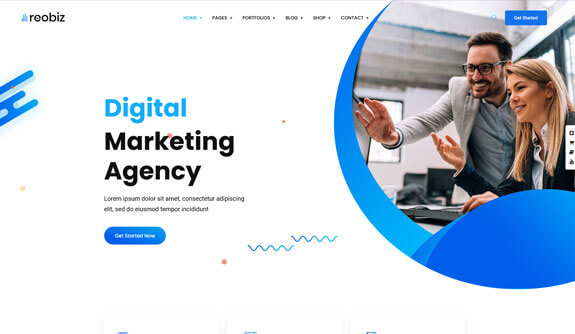 reobiz
HOME + PAGES + PORTFOLIOS + BLOG + SHOP + CONTACT +
Get Started
Digital
Marketing
Agency
Lorem ipsum dolor sit amet, consectetur adipiscing
elit, sed do eiusmod tempor incididunt
Get Started Now